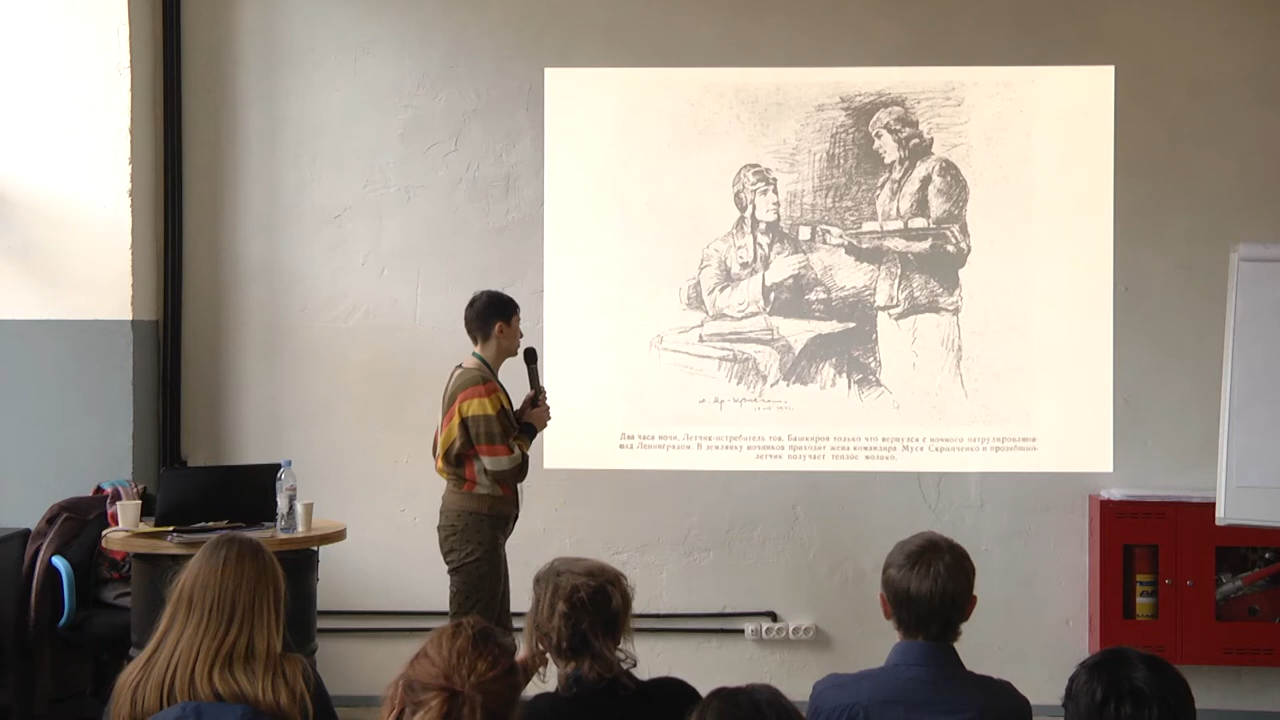 Два часа ночи. Летчик-истребитель тов. Башкиров только что вернулся с ночного патрулирования
над Ленинградом. В землянку ночников приходит жена командира Муся Скрипченко и прозябший
летчик получает теплое молоко.